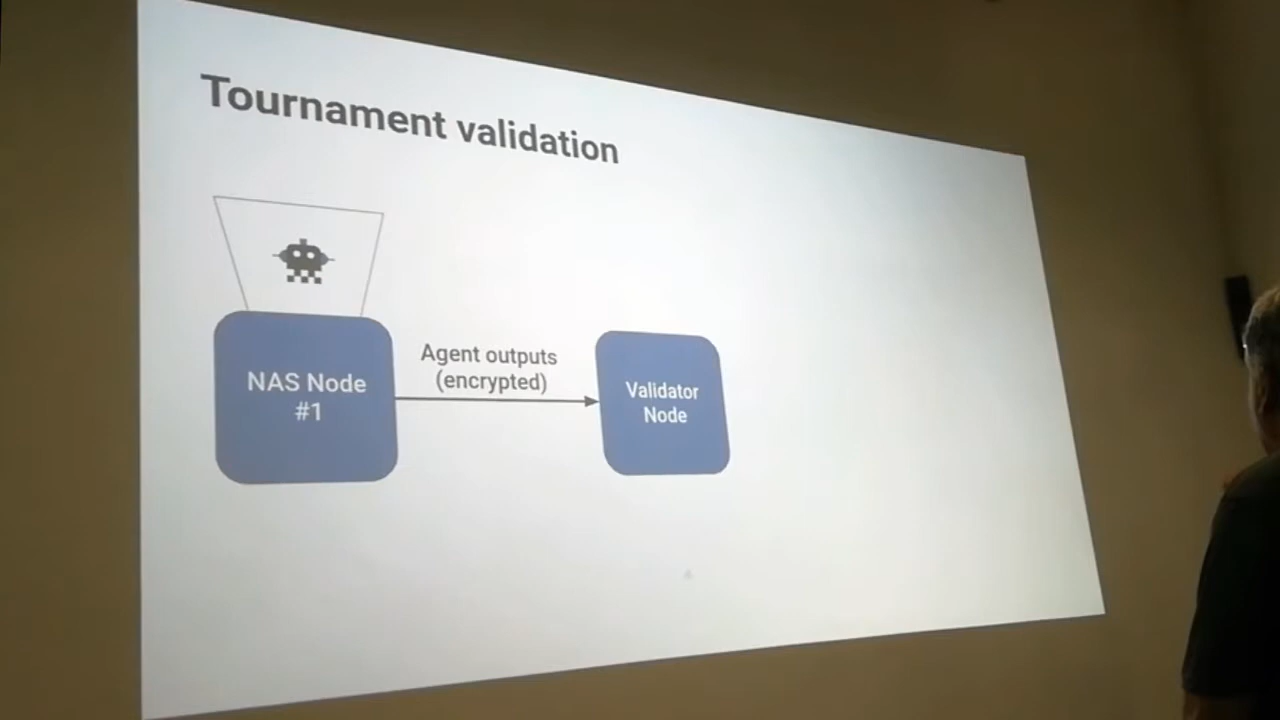 Tournament validation
Agent outputs
(encrypted)
NAS Node
#1
Validator
Node